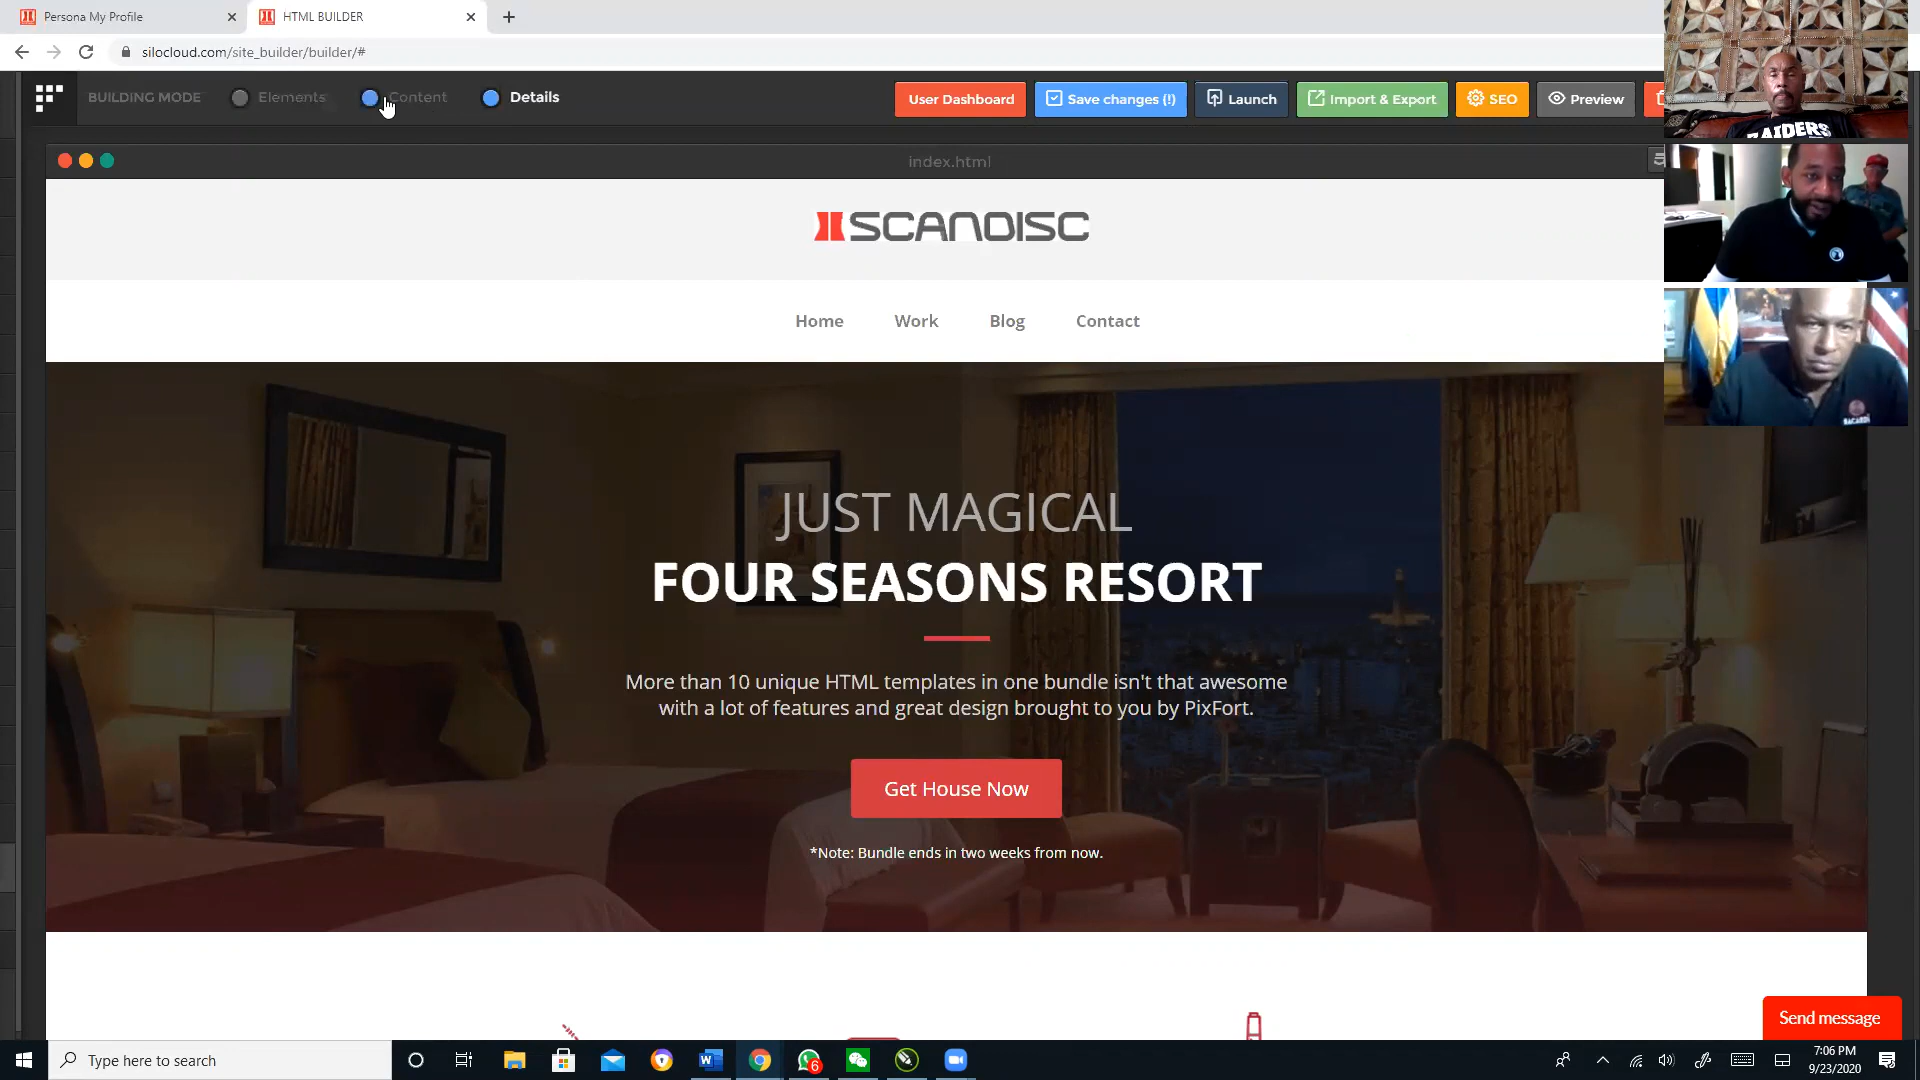 Persona My Profile
HTML BUILDER
silocloud.com/site_builder/builder/#
BUILDING MODE
Elements
Content
Details
User Dashboard
Save changes (!)
Launch
Import & Export
SEO
Preview
RAIDERS
index.html
SCANDISC
Home
Work
Blog
Contact
BACARDI
JUST MAGICAL
FOUR SEASONS RESORT
More than 10 unique HTML templates in one bundle isn't that awesome
with a lot of features and great design brought to you by PixFort.
Get House Now
*Note: Bundle ends in two weeks from now.
Send message
Type here to search
W
6
7:06 PM
9/23/2020